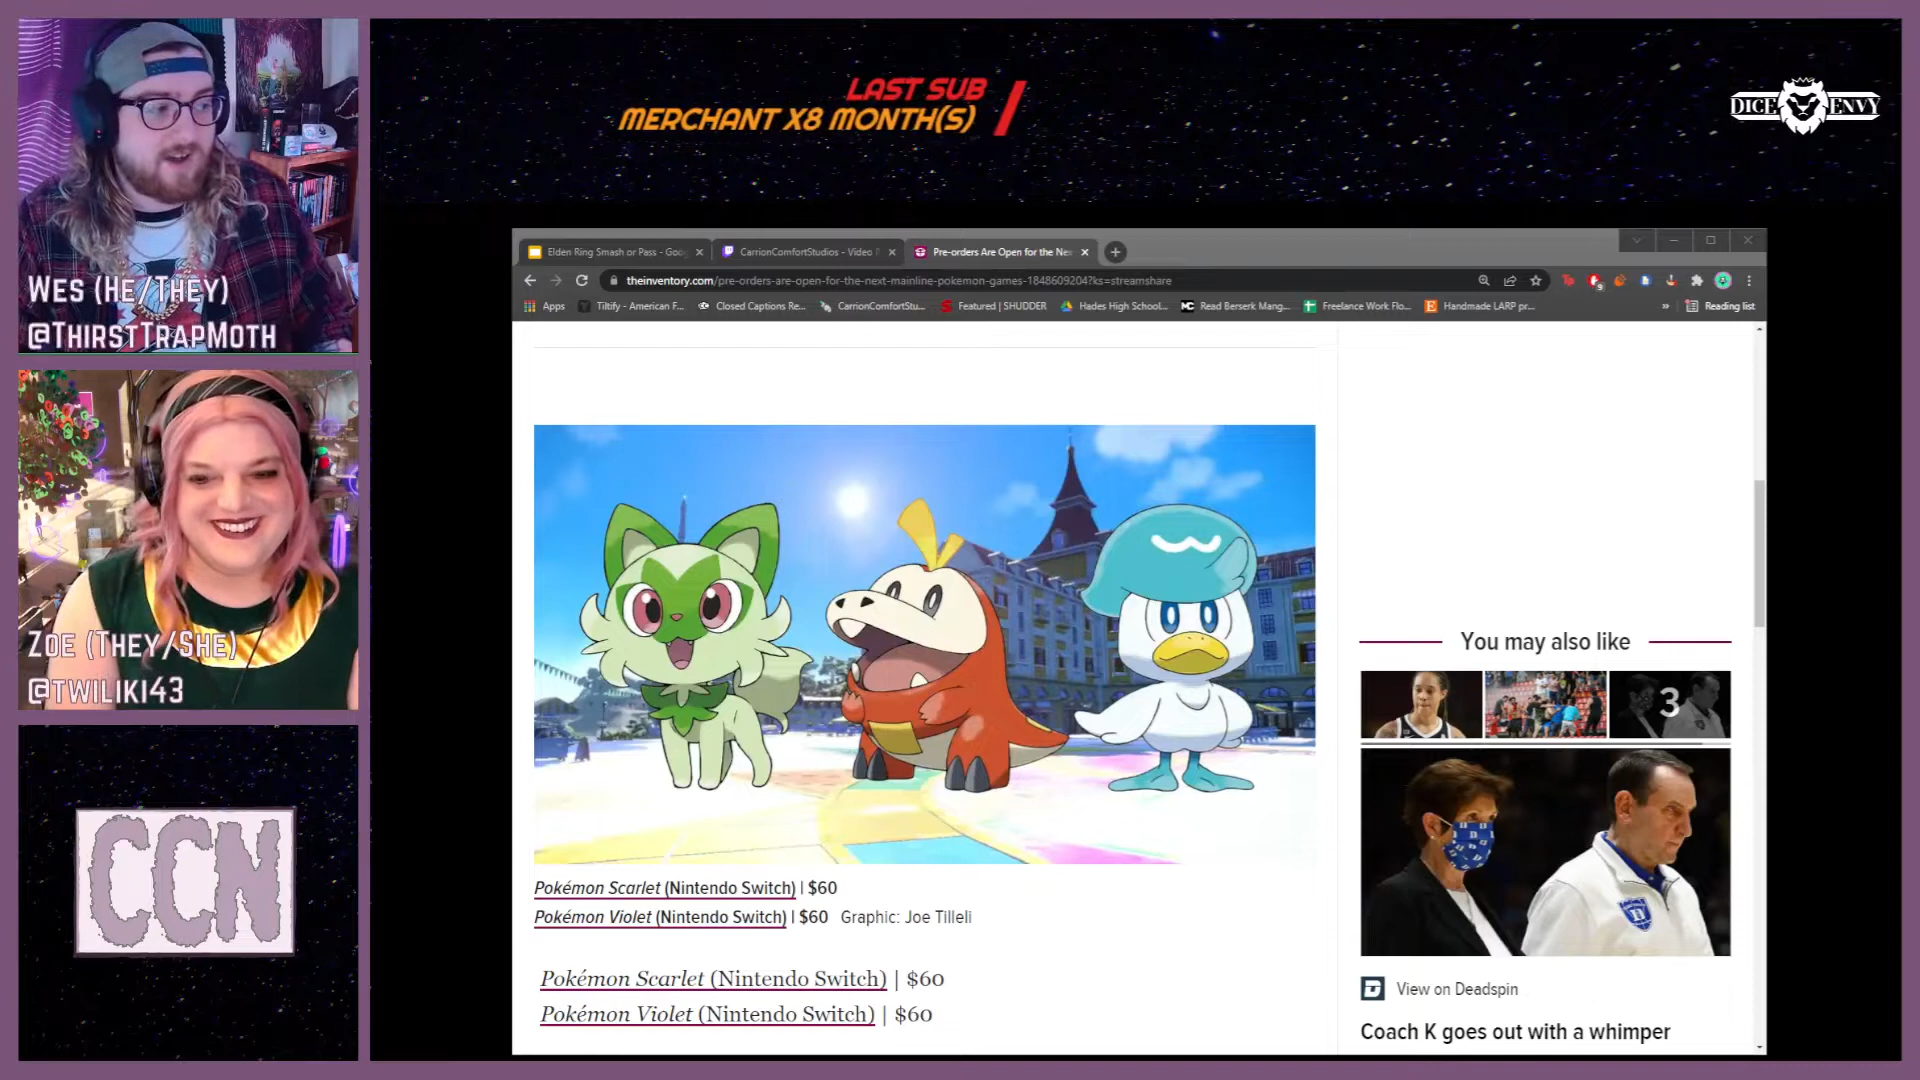 LAST SUB
MERCHANT X8 MONTH(S)
DICE ENVY
WES (HE/THEY)
@THIRSTTRAPMOTH
ZOE (THEY/SHE)
@TWILIKI43
CCN
Elden Ring Smash or Pass - Goo
CarrionComfortStudios - Video P
Pre-orders Are Open for the Ne
theinventory.com/pre-orders-are-open-for-the-next-mainline-pokemon-games-1848609204?ks=streamshare
Apps
Tiltify - American F...
Closed Captions Re...
CarrionComfortStu...
Featured | SHUDDER
Hades High School...
Read Berserk Mang...
Freelance Work Flo...
Handmade LARP pr...
»
Reading list
Pokémon Scarlet (Nintendo Switch) | $60
Pokémon Violet (Nintendo Switch) | $60 Graphic: Joe Tilleli
Pokémon Scarlet (Nintendo Switch) | $60
Pokémon Violet (Nintendo Switch) | $60
You may also like
3
View on Deadspin
Coach K goes out with a whimper